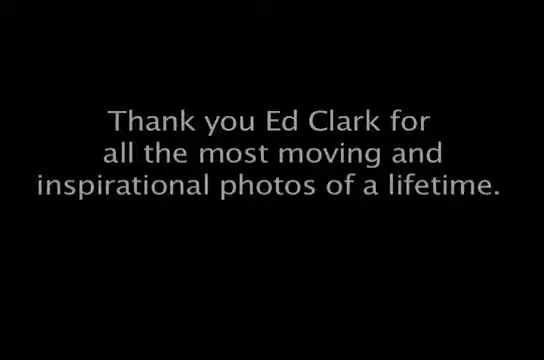 Thank you Ed Clark for
all the most moving and
inspirational photos of a lifetime.